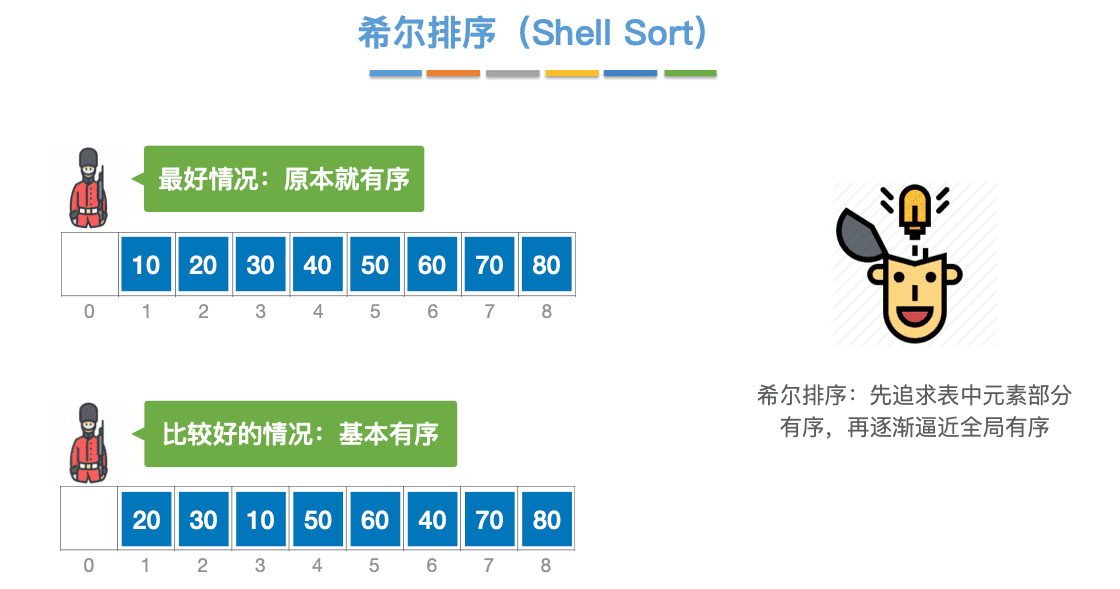 希尔排序（Shell Sort）
最好情况：原本就有序
10 20 30 40 50 60 70 80
0 1 2 3 4 5 6 7 8
比较好的情况：基本有序
20 30 10 50 60 40 70 80
0 1 2 3 4 5 6 7 8
希尔排序：先追求表中元素部分
有序，再逐渐逼近全局有序